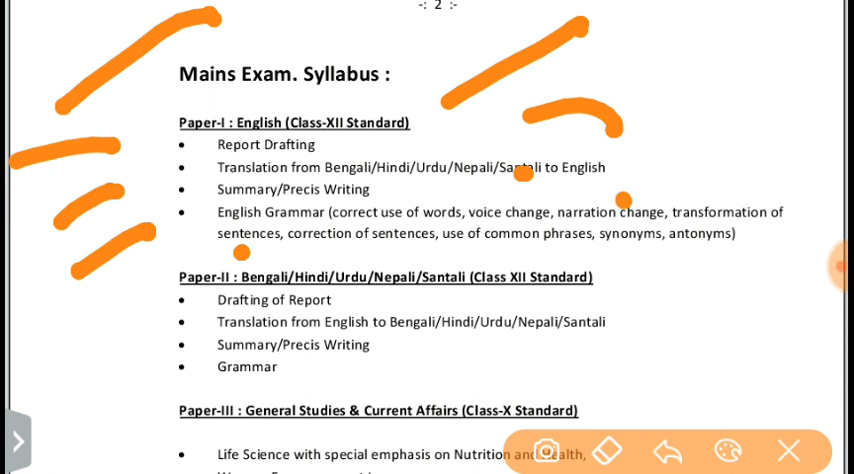 -: 2 :-
Mains Exam. Syllabus :
Paper-I : English (Class-XII Standard)
• Report Drafting
• Translation from Bengali/Hindi/Urdu/Nepali/Santali to English
• Summary/Precis Writing
• English Grammar (correct use of words, voice change, narration change, transformation of
sentences, correction of sentences, use of common phrases, synonyms, antonyms)
Paper-II : Bengali/Hindi/Urdu/Nepali/Santali (Class XII Standard)
• Drafting of Report
• Translation from English to Bengali/Hindi/Urdu/Nepali/Santali
• Summary/Precis Writing
• Grammar
Paper-III : General Studies & Current Affairs (Class-X Standard)
• Life Science with special emphasis on Nutrition and Health,